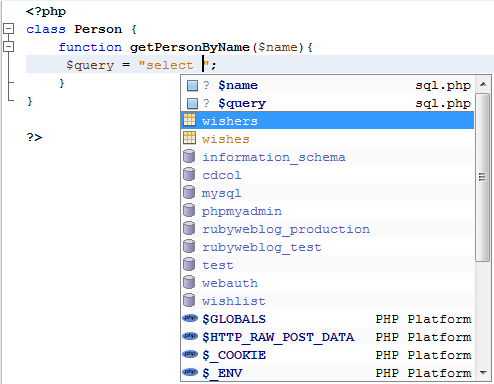 <?php
class Person {
function getPersonByName($name){
$query = "select ";
}
}
?>
? $name sql.php
? $query sql.php
wishers
wishes
information_schema
cdcol
mysql
phpmyadmin
rubyweblog_production
rubyweblog_test
test
webauth
wishlist
php $GLOBALS PHP Platform
php $HTTP_RAW_POST_DATA PHP Platform
php $_COOKIE PHP Platform
php $_ENV PHP Platform